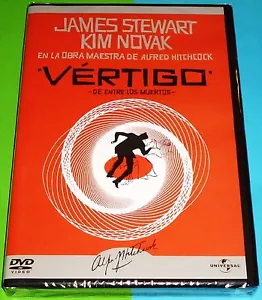 JAMES STEWART
KIM NOVAK
EN LA OBRA MAESTRA DE ALFRED HITCHCOCK
"VÉRTIGO"
-DE ENTRE LOS MUERTOS-
Alfred Hitchcock
DVD
VIDEO
UNIVERSAL